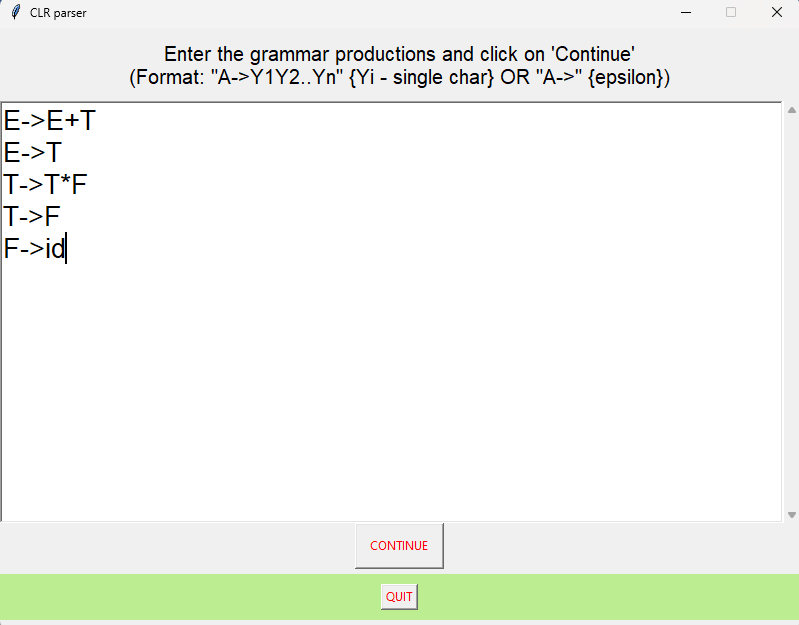 CLR parser
Enter the grammar productions and click on 'Continue'
(Format: "A->Y1Y2..Yn" {Yi - single char} OR "A->" {epsilon})
E->E+T
E->T
T->T*F
T->F
F->id
CONTINUE
QUIT